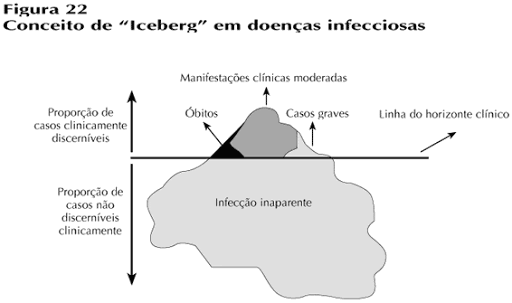 Figura 22
Conceito de “Iceberg” em doenças infecciosas
Manifestações clínicas moderadas
Proporção de
casos clinicamente
discerníveis
Óbitos
Casos graves
Linha do horizonte clínico
Proporção de
casos não
discerníveis
clinicamente
Infecção inaparente